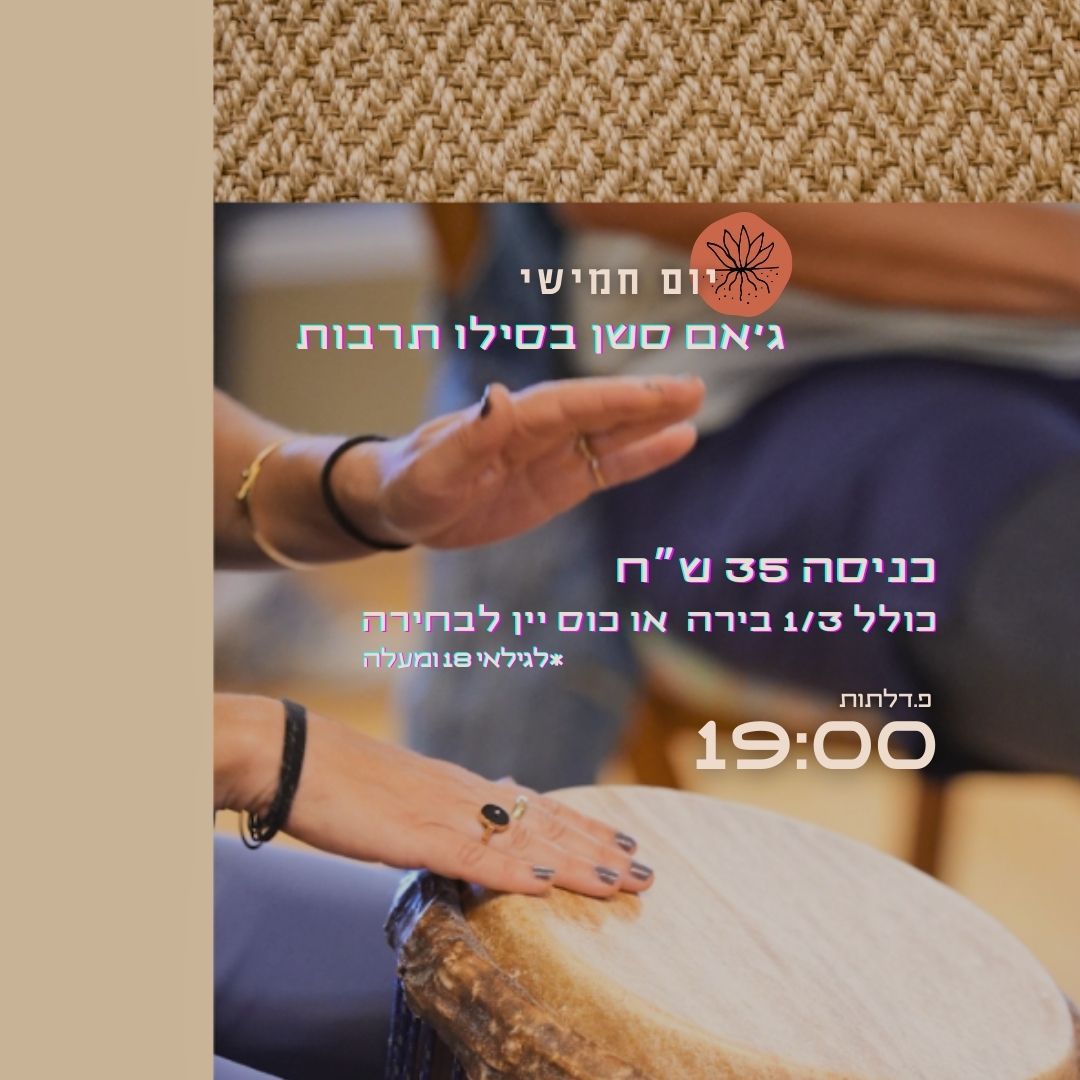 יום חמישי
ג'אם סשן בסילו תרבות
כניסה 35 ש"ח
כולל 1/3 בירה או כוס יין לבחירה
*לגילאי 18 ומעלה
פ.דלתות
19:00